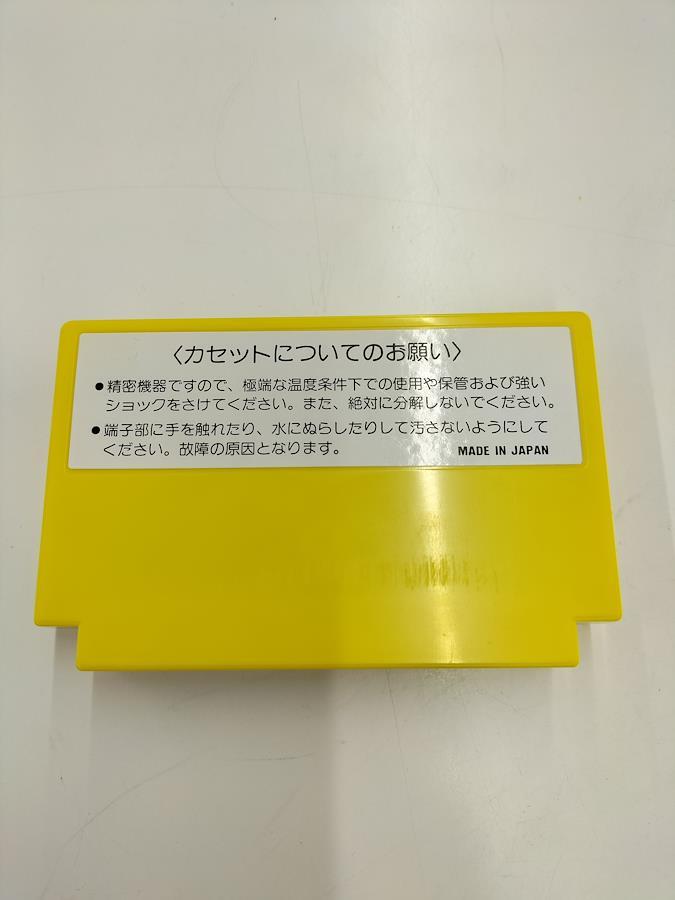 〈カセットについてのお願い〉
●精密機器ですので、極端な温度条件下での使用や保管および強い
ショックをさけてください。また、絶対に分解しないでください。
●端子部に手を触れたり、水にぬらしたりして汚さないようにして
ください。故障の原因となります。 MADE IN JAPAN